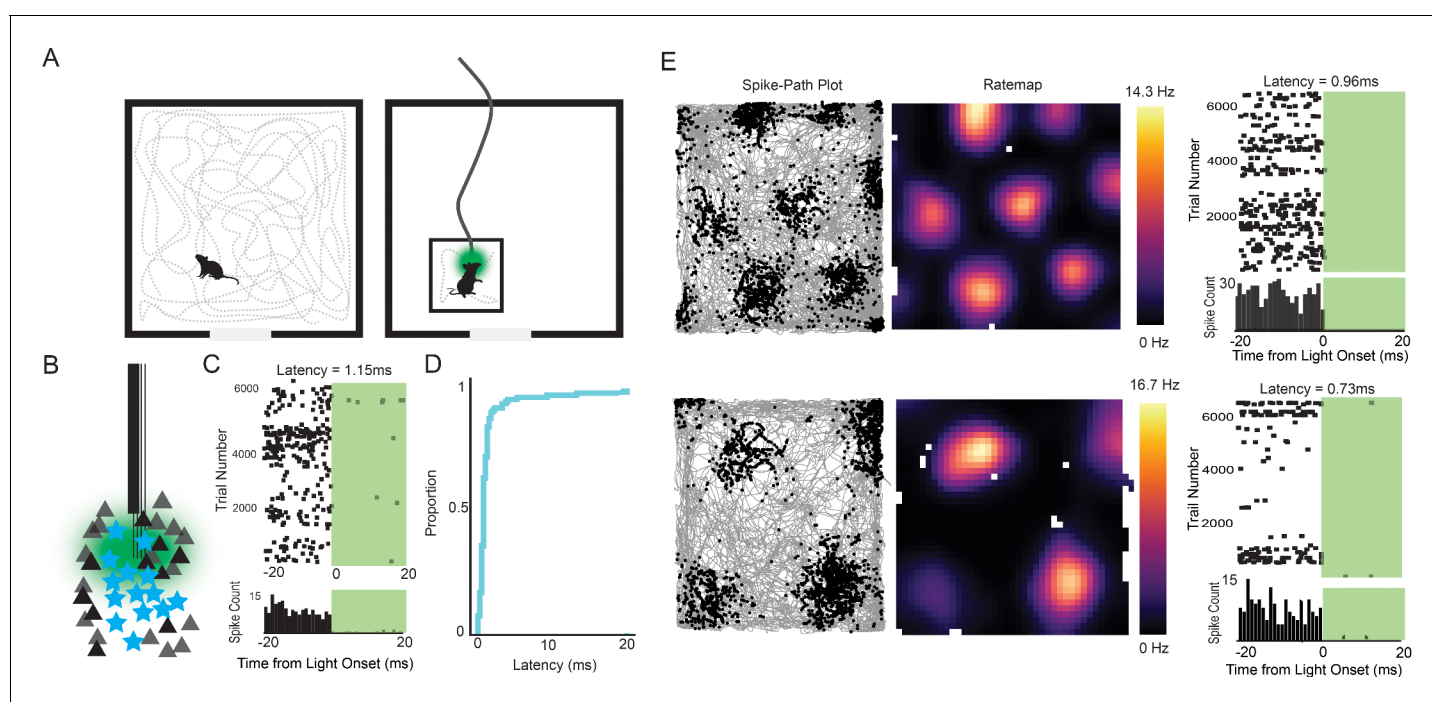 A
B
C
Latency = 1.15ms
6000
4000
2000
Trial Number
-20
0
20
15
Spike Count
-20
0
20
Time from Light Onset (ms)
D
1
0.5
0
Proportion
0
10
20
Latency (ms)
E
Spike-Path Plot
Ratemap
14.3 Hz
0 Hz
Latency = 0.96ms
6000
4000
2000
Trial Number
30
Spike Count
-20
0
20
Time from Light Onset (ms)
16.7 Hz
0 Hz
Latency = 0.73ms
6000
4000
2000
Trail Number
15
Spike Count
-20
0
20
Time from Light Onset (ms)